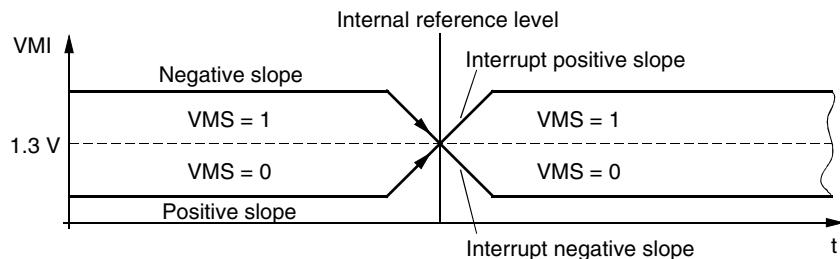 Internal reference level
VMI
Negative slope
Interrupt positive slope
VMS = 1
VMS = 1
1.3 V
VMS = 0
VMS = 0
Positive slope
Interrupt negative slope
t